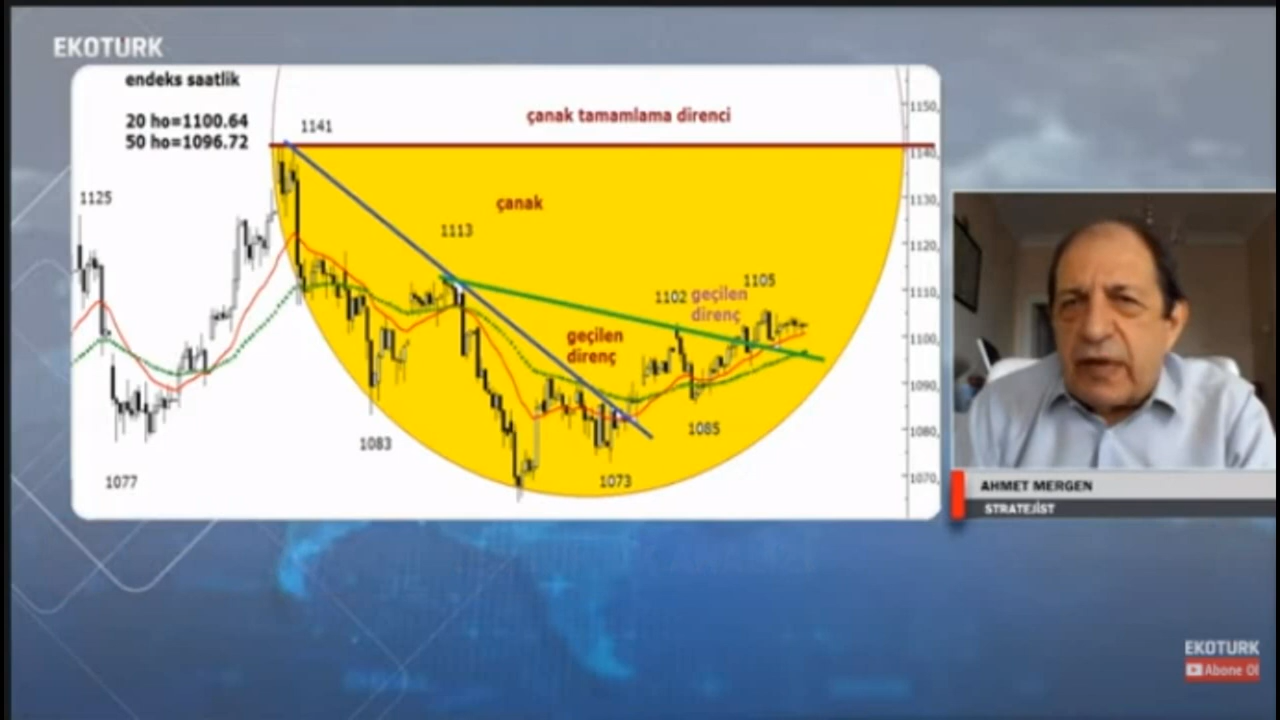 EKOTURK
endeks saatlik
20 ho=1100.64
50 ho=1096.72
1141
çanak tamamlama direnci
1150,
1140,
1125
çanak
1130,
1113
1120,
1105
1102
geçilen
direnç
1110,
geçilen
direnç
1100,
1090,
1083
1085
1080,
1077
1073
1070,
AHMET MERGEN
STRATEJİST
EKOTURK
Abone Ol